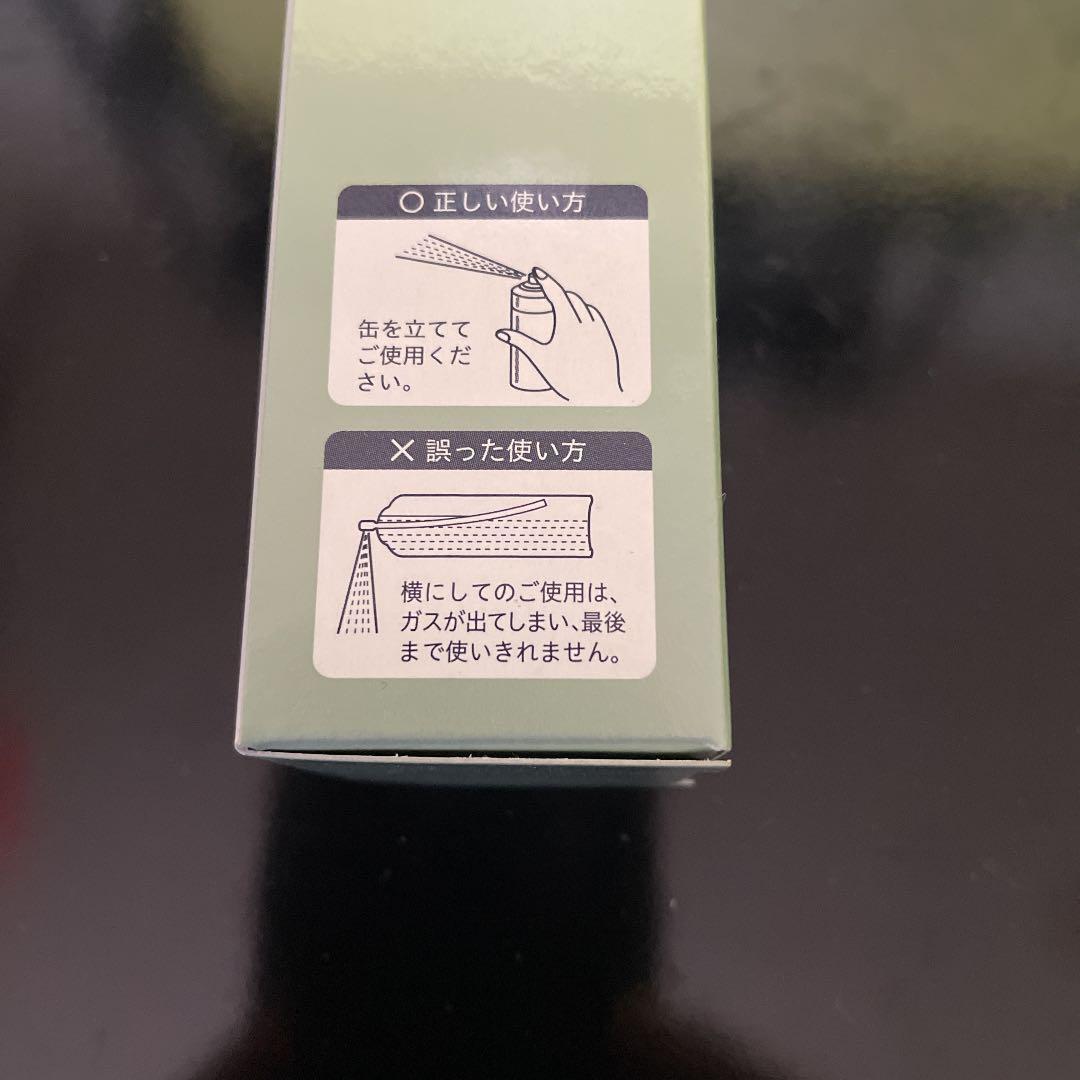 ○ 正しい使い方
缶を立てて
ご使用くだ
さい。
× 誤った使い方
横にしてのご使用は、
ガスが出てしまい、最後
まで使いきれません。